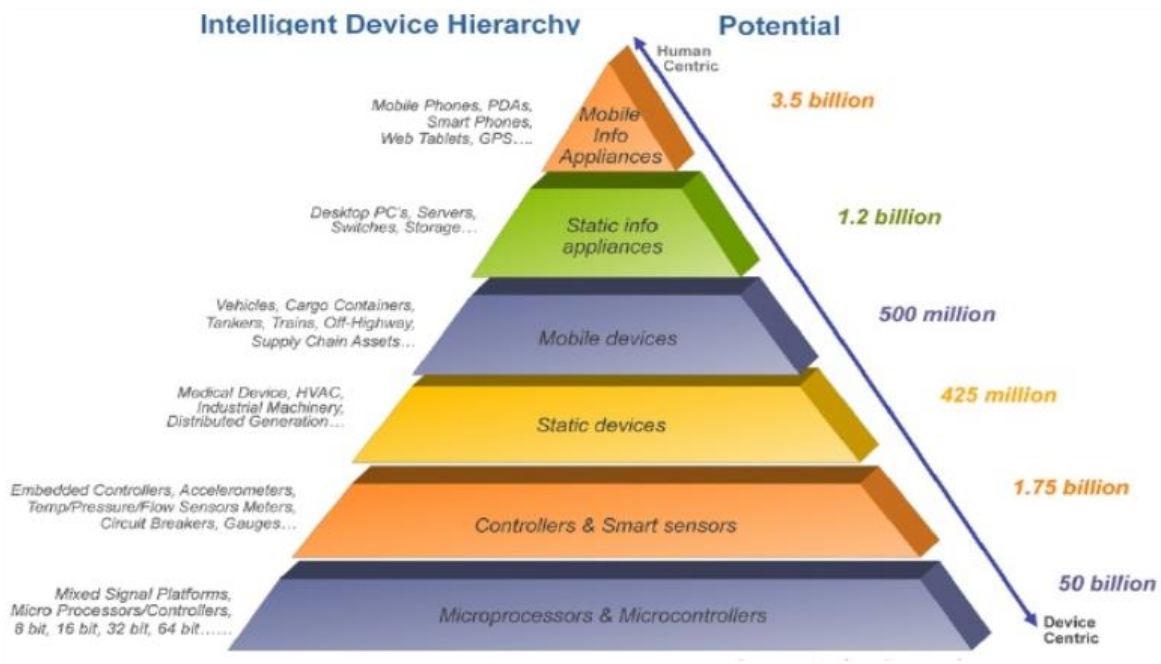 Intelligent Device Hierarchy
Potential
Human
Centric
Mobile Phones, PDAs,
Smart Phones,
Web Tablets, GPS....
Mobile
Info
Appliances
3.5 billion
Desktop PC's, Servers,
Switches, Storage...
Static info
appliances
1.2 billion
Vehicles, Cargo Containers,
Tankers, Trains, Off-Highway,
Supply Chain Assets...
Mobile devices
500 million
Medical Device, HVAC,
Industrial Machinery,
Distributed Generation...
Static devices
425 million
Embedded Controllers, Accelerometers,
Temp/Pressure/Flow Sensors Meters,
Circuit Breakers, Gauges...
Controllers & Smart sensors
1.75 billion
Mixed Signal Platforms,
Micro Processors/Controllers,
8 bit, 16 bit, 32 bit, 64 bit......
Microprocessors & Microcontrollers
50 billion
Device
Centric